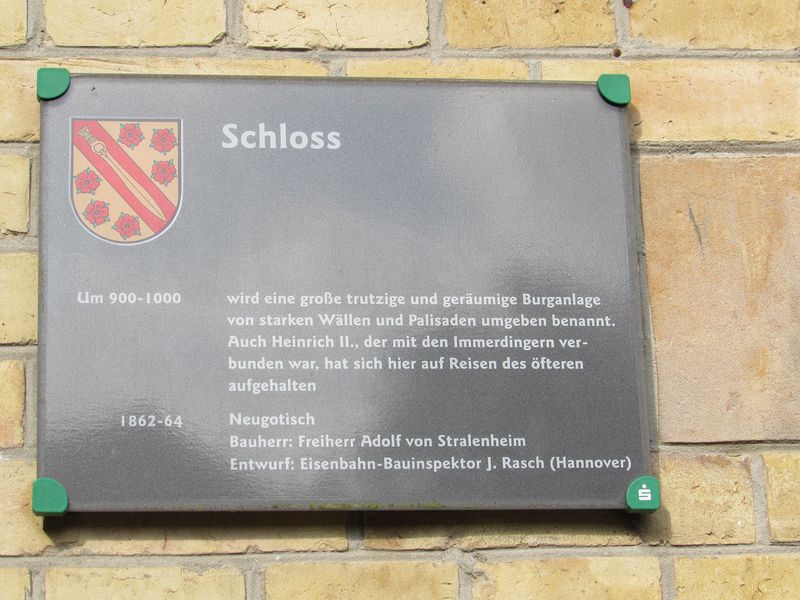 Schloss
Um 900-1000 wird eine große trutzige und geräumige Burganlage
von starken Wällen und Palisaden umgeben benannt.
Auch Heinrich II., der mit den Immerdingern ver-
bunden war, hat sich hier auf Reisen des öfteren
aufgehalten
1862-64 Neugotisch
Bauherr: Freiherr Adolf von Stralenheim
Entwurf: Eisenbahn-Bauinspektor J. Rasch (Hannover)